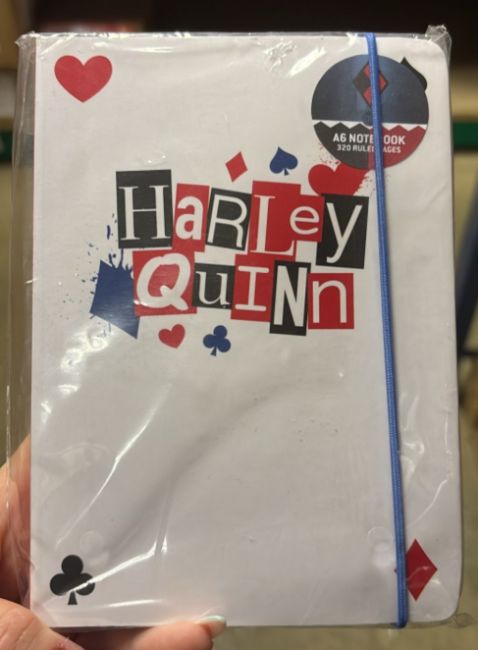 A6 NOTEBOOK
320 RULED PAGES
HARLEY
QUINN